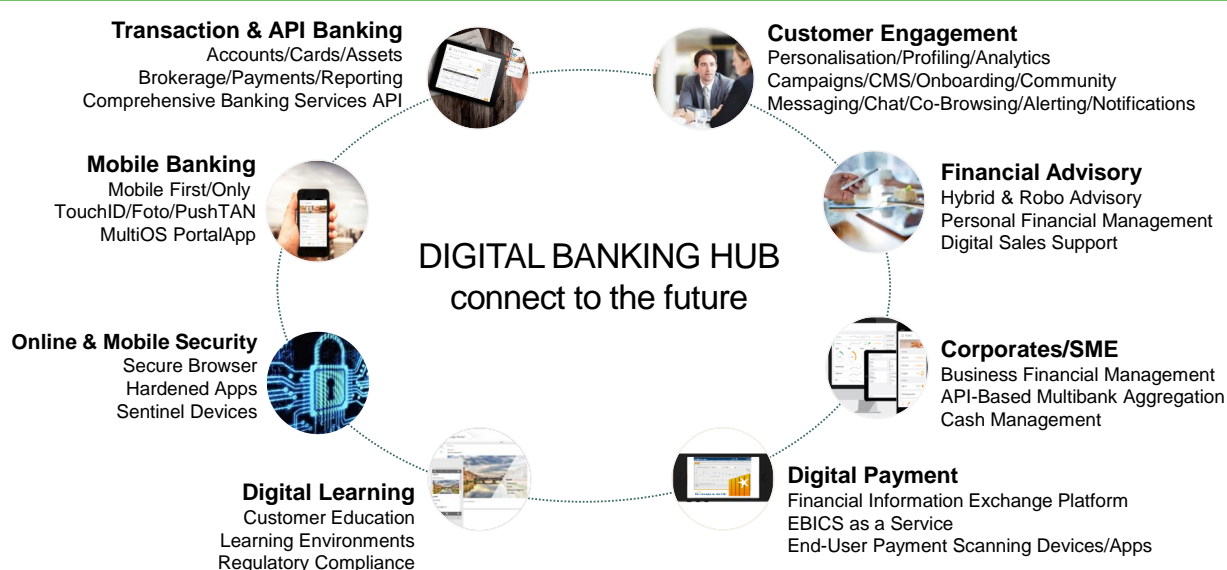 Transaction & API Banking
Accounts/Cards/Assets
Brokerage/Payments/Reporting
Comprehensive Banking Services API
Customer Engagement
Personalisation/Profiling/Analytics
Campaigns/CMS/Onboarding/Community
Messaging/Chat/Co-Browsing/Alerting/Notifications
Mobile Banking
Mobile First/Only
TouchID/Foto/PushTAN
MultiOS PortalApp
Financial Advisory
Hybrid & Robo Advisory
Personal Financial Management
Digital Sales Support
DIGITAL BANKING HUB
connect to the future
Online & Mobile Security
Secure Browser
Hardened Apps
Sentinel Devices
Corporates/SME
Business Financial Management
API-Based Multibank Aggregation
Cash Management
Digital Learning
Customer Education
Learning Environments
Regulatory Compliance
Digital Payment
Financial Information Exchange Platform
EBICS as a Service
End-User Payment Scanning Devices/Apps